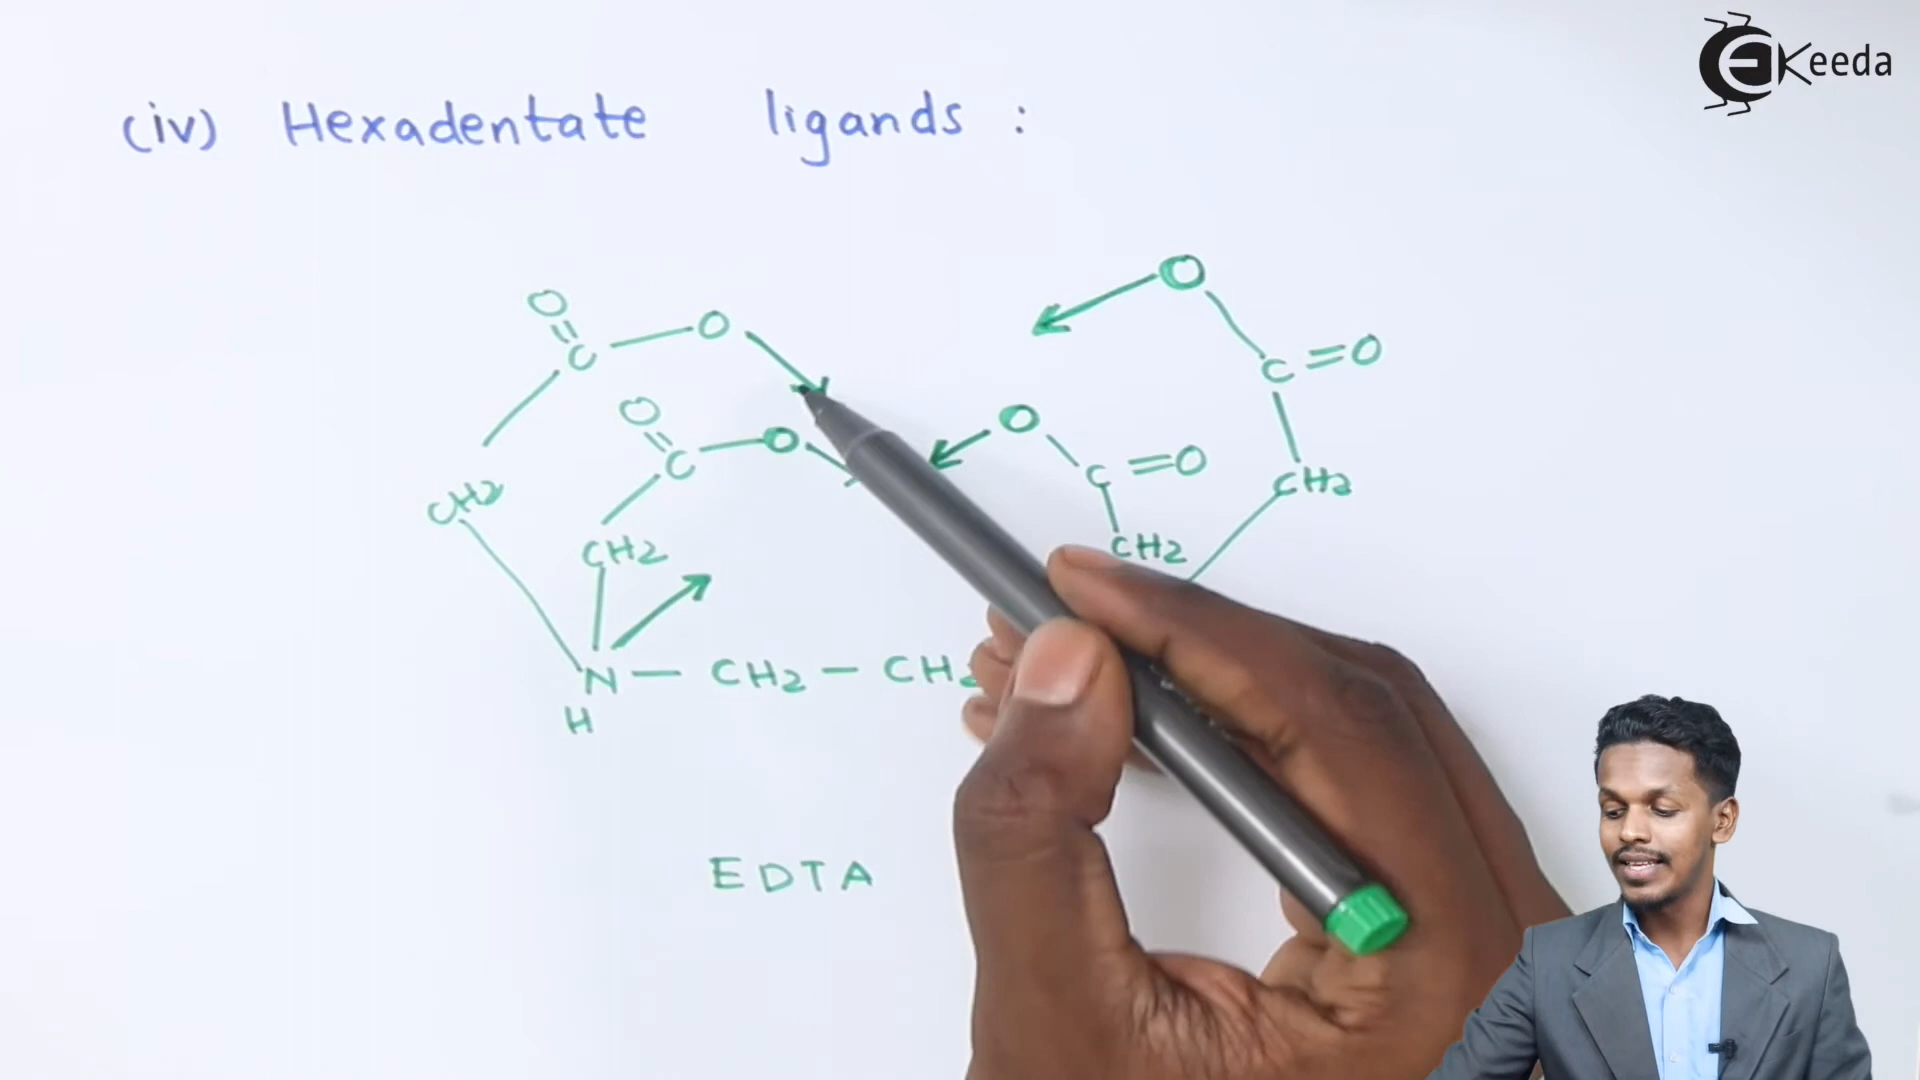 Keeda
(iv) Hexadentate ligands :
O
O
C
O
C =O
O
O
O
C
C =O
CH2
CH2
CH2
CH2
N — CH2 — CH2
H
EDTA